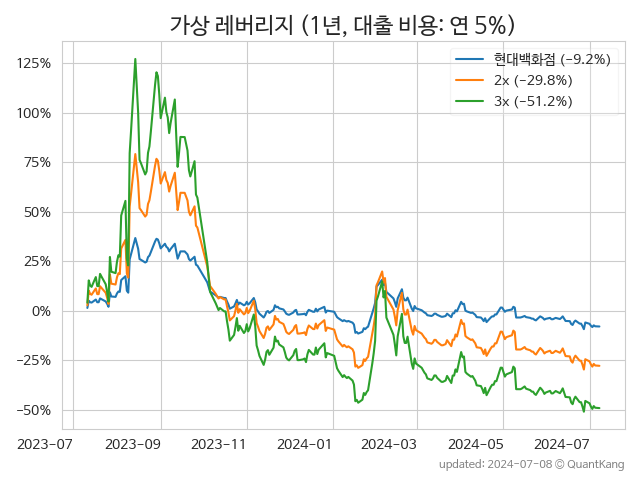 가상 레버리지 (1년, 대출 비용: 연 5%)
현대백화점 (−9.2%)
2x (−29.8%)
3x (−51.2%)
125%
100%
75%
50%
25%
0%
−25%
−50%
2023-07 2023-09 2023-11 2024-01 2024-03 2024-05 2024-07
updated: 2024-07-08 © QuantKang